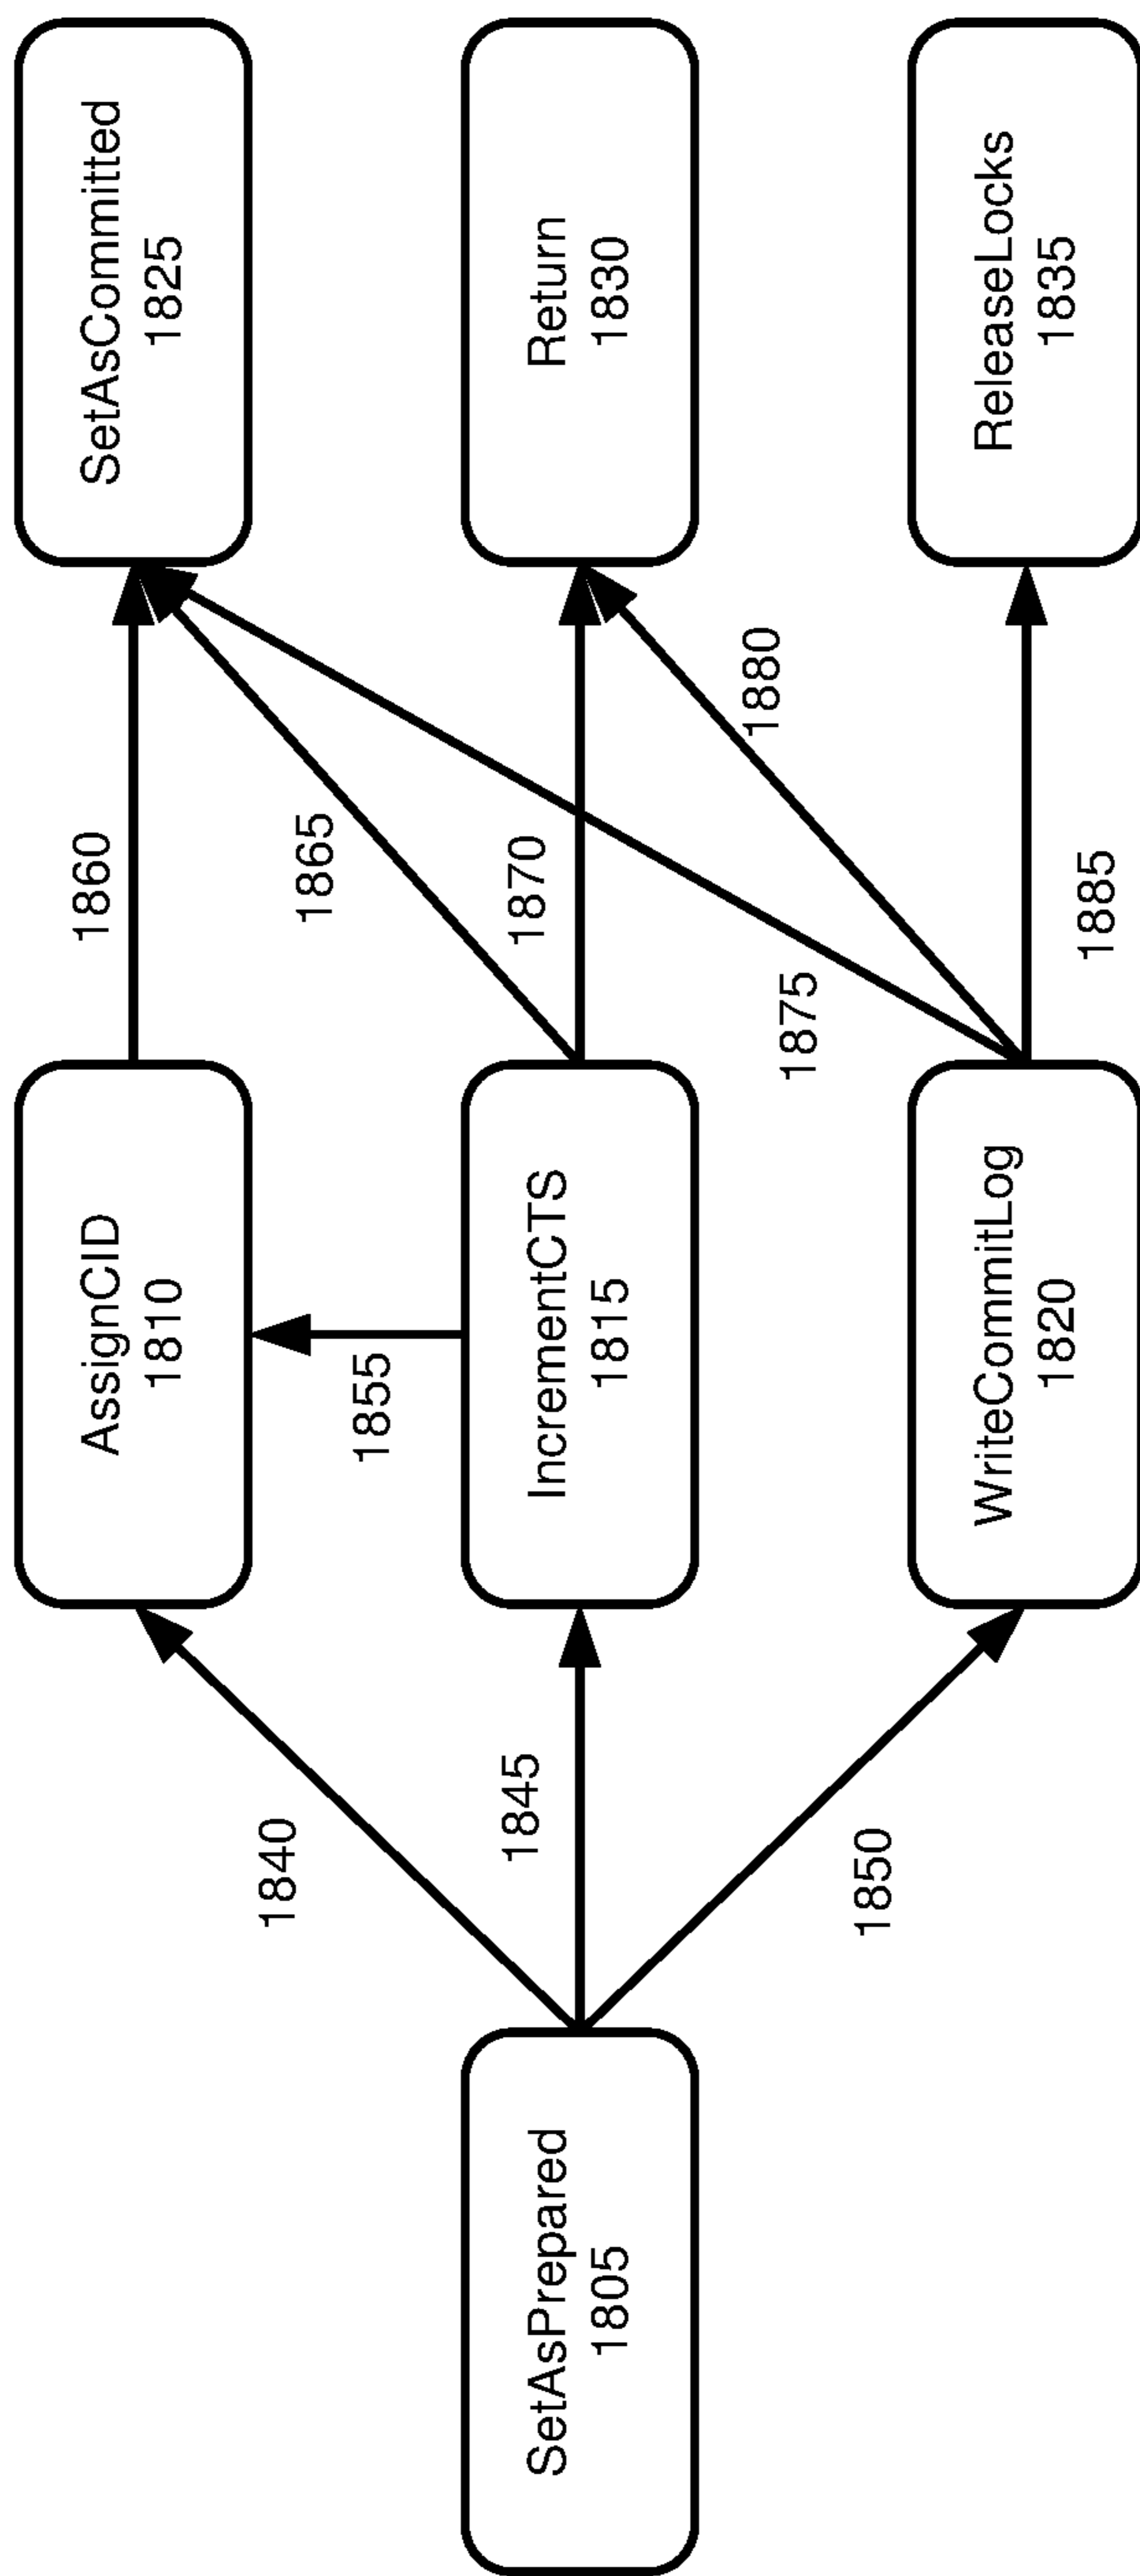 SetAsPrepared
1805
1840
1845
1850
AssignCID
1810
1855
IncrementCTS
1815
WriteCommitLog
1820
1860
1865
1870
1875
1880
1885
SetAsCommitted
1825
Return
1830
ReleaseLocks
1835